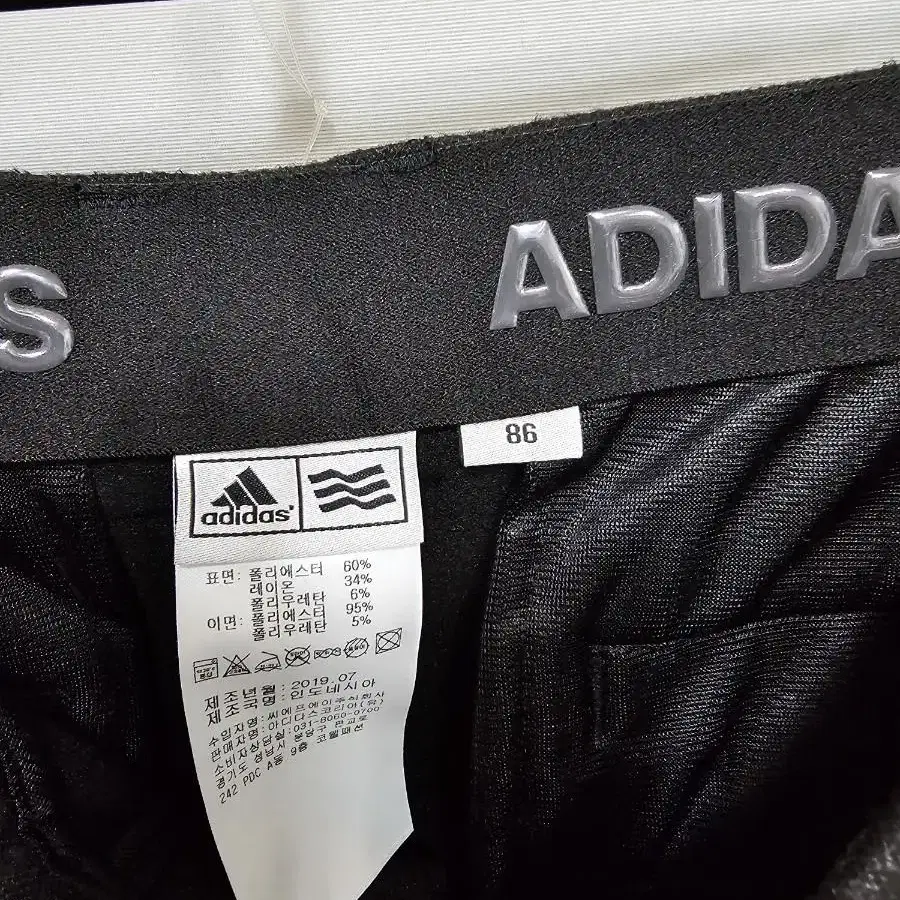 S
ADIDA
86
adidas
표면: 폴리에스터 60%
레이온 34%
폴리우레탄 6%
이면: 폴리에스터 95%
폴리우레탄 5%
제조년월: 2019.07
제조국명: 인도네시아
수입자명: 씨에프에이주식회사
판매자명: 아디다스코리아(유)
소비자상담실: 031-8060-0700
경기도 성남시 분당구 판교로
242 PDC A동 9층 코웰패션